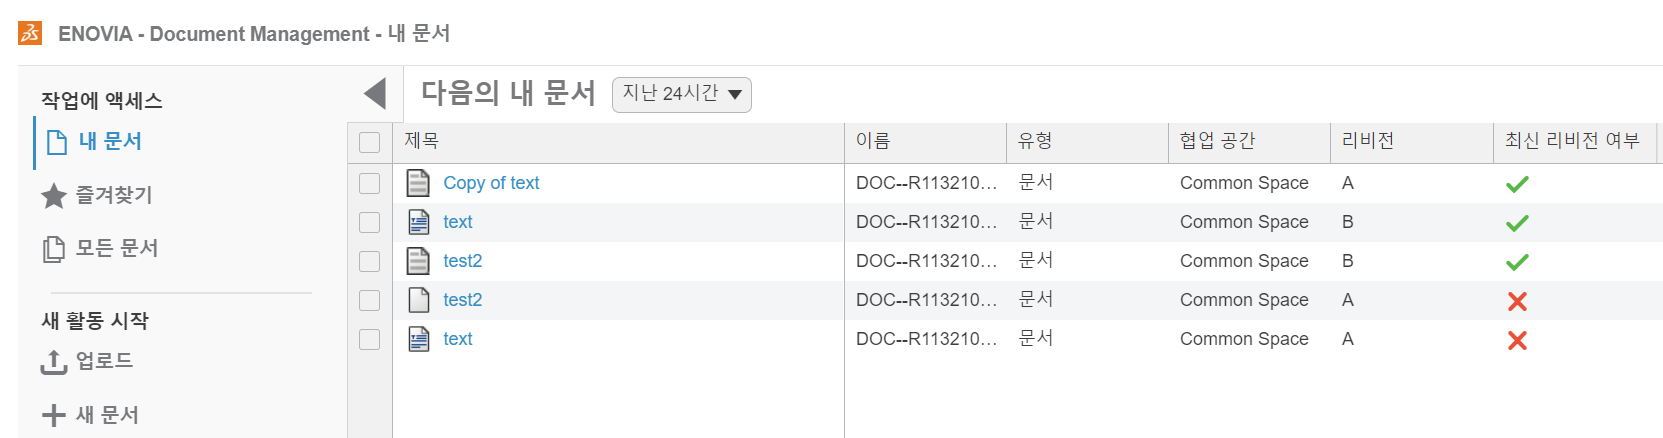 ENOVIA - Document Management - 내 문서
작업에 액세스
내 문서
즐겨찾기
모든 문서
새 활동 시작
업로드
새 문서
다음의 내 문서 지난 24시간
제목 이름 유형 협업 공간 리비전 최신 리비전 여부
Copy of text DOC--R113210... 문서 Common Space A
text DOC--R113210... 문서 Common Space B
test2 DOC--R113210... 문서 Common Space B
test2 DOC--R113210... 문서 Common Space A
text DOC--R113210... 문서 Common Space A